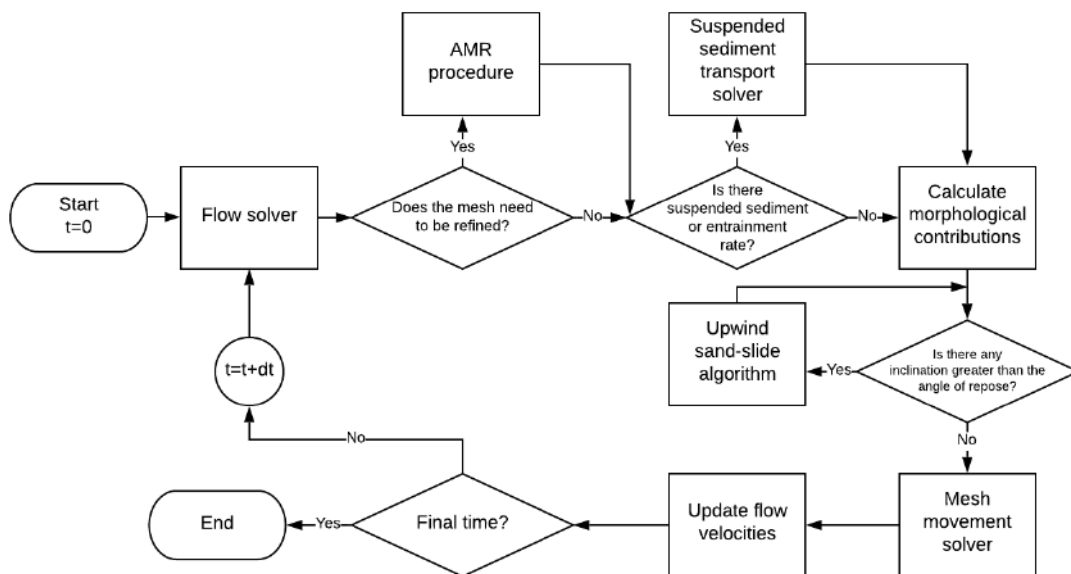 Start
t=0
Flow solver
Does the mesh need
to be refined?
Yes
AMR
procedure
No
Is there
suspended sediment
or entrainment
rate?
Yes
Suspended
sediment
transport
solver
No
Calculate
morphological
contributions
Is there any
inclination greater than the
angle of repose?
Yes
Upwind
sand-slide
algorithm
No
Mesh
movement
solver
Update flow
velocities
Final time?
No
t=t+dt
Yes
End